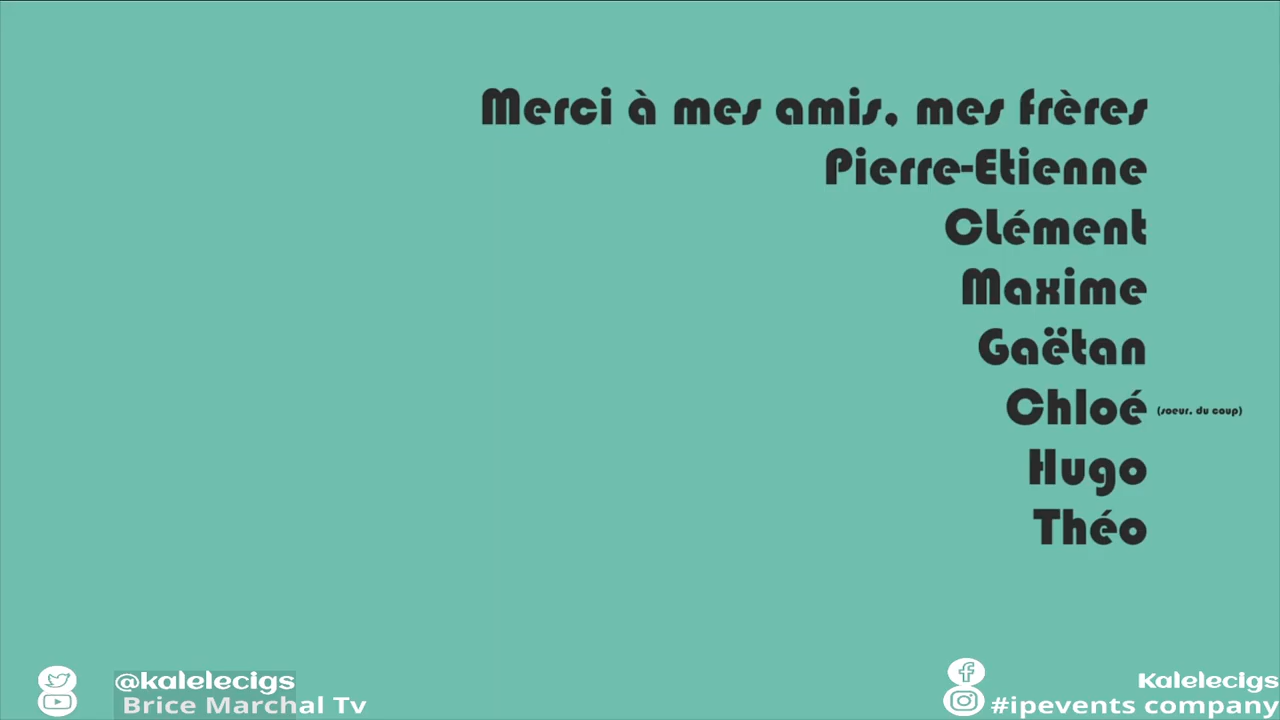 Merci à mes amis, mes frères
Pierre-Etienne
Clément
Maxime
Gaëtan
Chloé (soeur, du coup)
Hugo
Théo
@kalelecigs
Brice Marchal Tv
Kalelecigs
#ipevents company